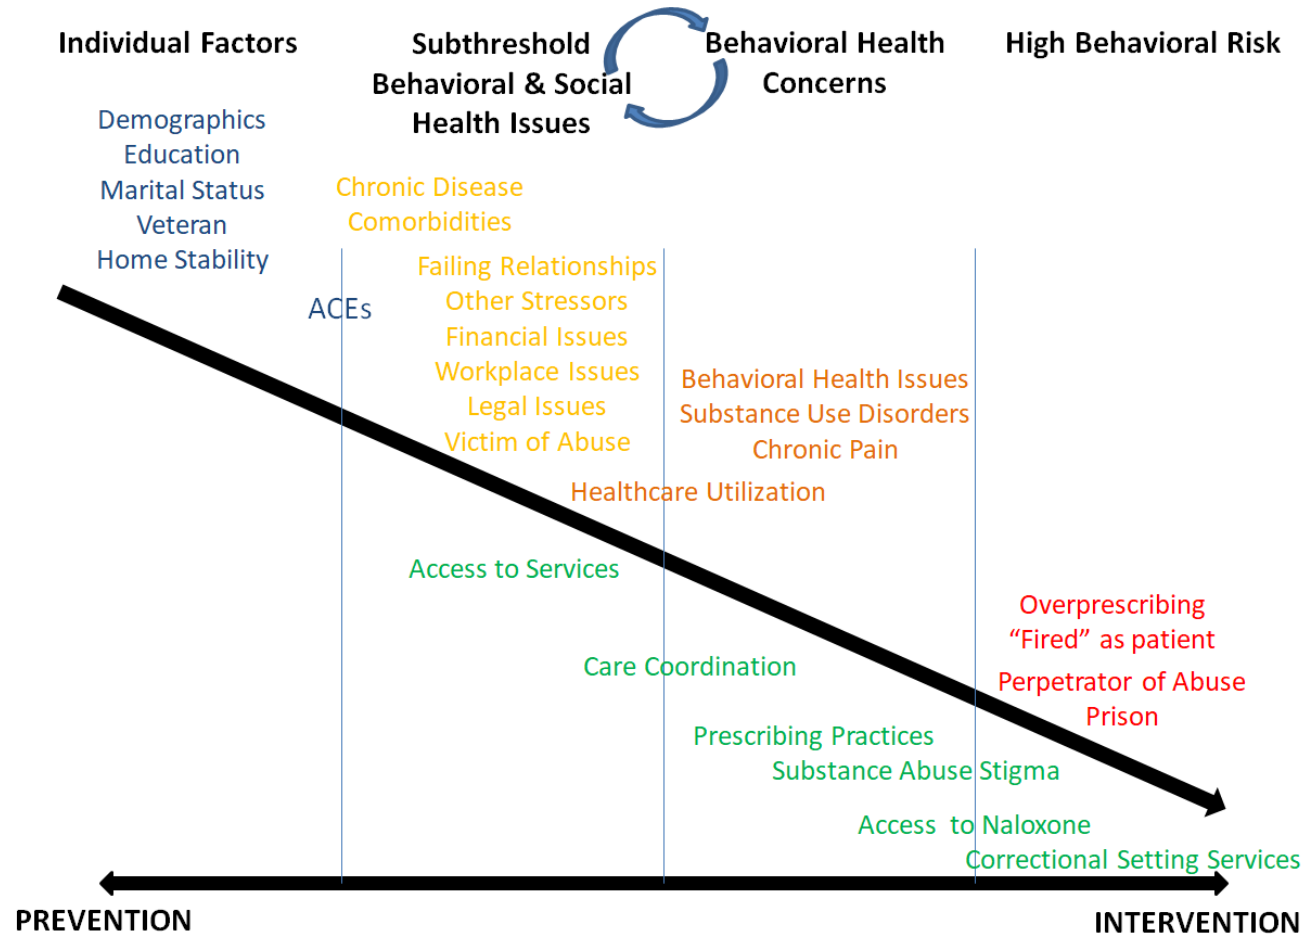 Individual Factors
Subthreshold
Behavioral & Social
Health Issues
Behavioral Health
Concerns
High Behavioral Risk
Demographics
Education
Marital Status
Veteran
Home Stability
ACEs
Chronic Disease
Comorbidities
Failing Relationships
Other Stressors
Financial Issues
Workplace Issues
Legal Issues
Victim of Abuse
Behavioral Health Issues
Substance Use Disorders
Chronic Pain
Healthcare Utilization
Access to Services
Care Coordination
Prescribing Practices
Substance Abuse Stigma
Access to Naloxone
Correctional Setting Services
Overprescribing
“Fired” as patient
Perpetrator of Abuse
Prison
PREVENTION
INTERVENTION